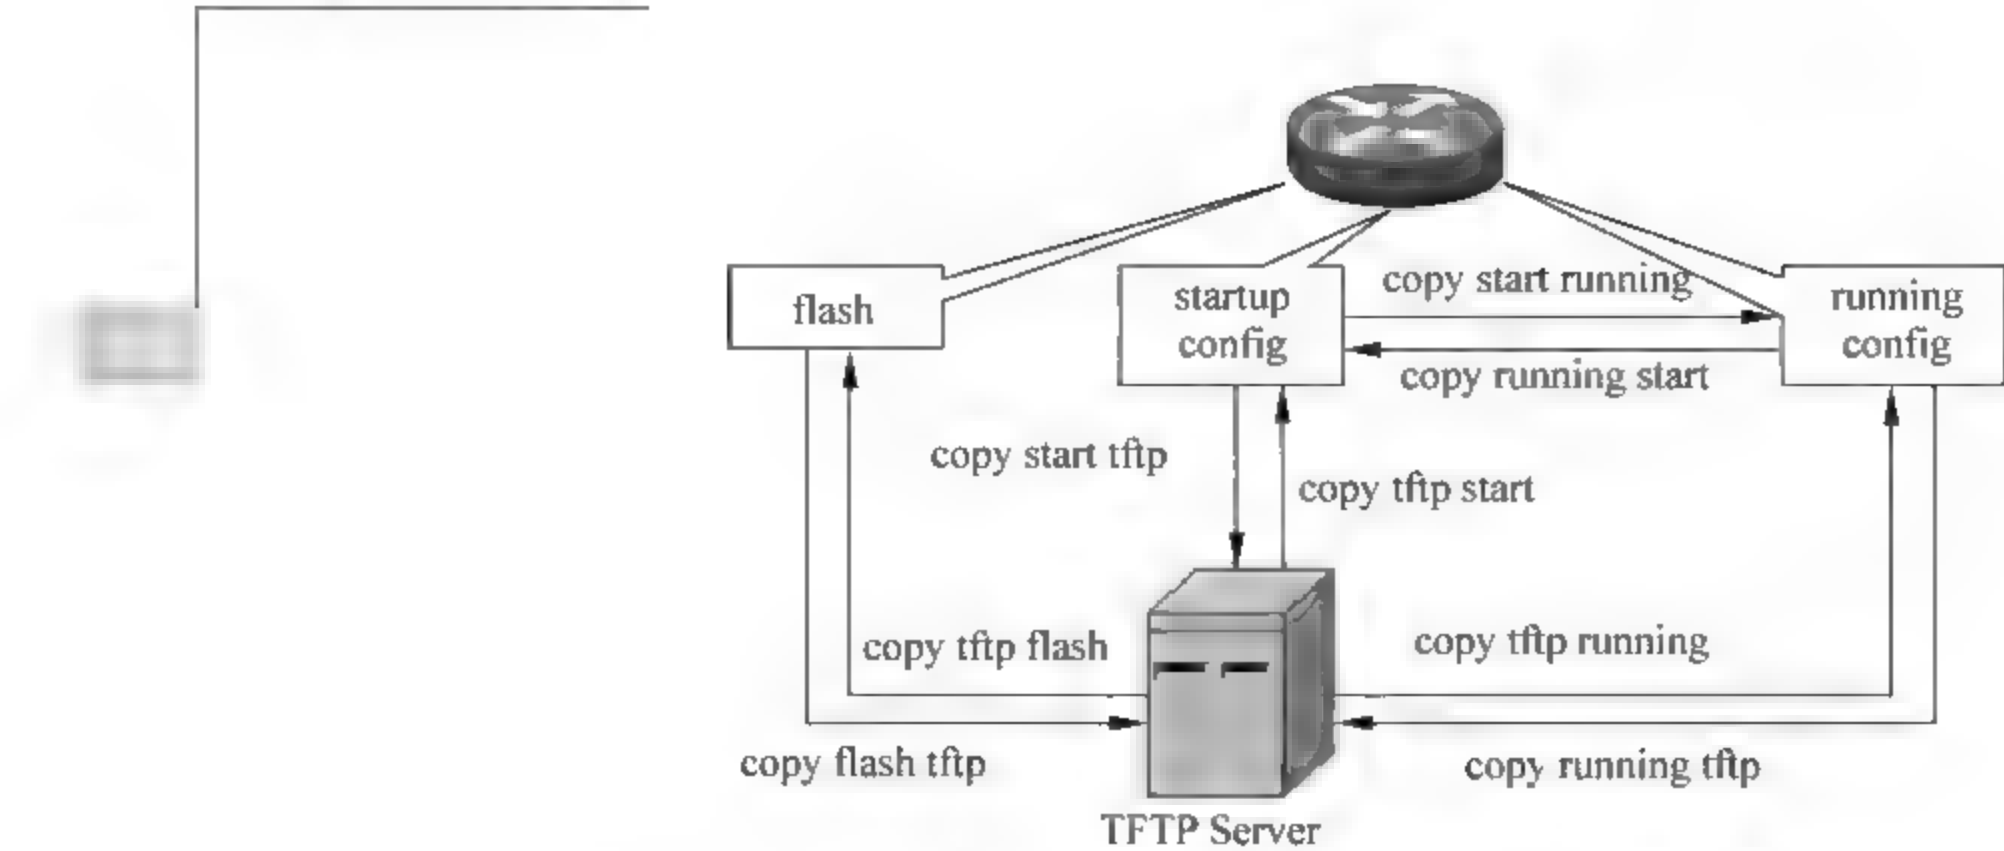 flash
startup
config
copy start running
running
config
copy running start
copy start tftp
copy tftp start
copy tftp flash
copy tftp running
copy flash tftp
copy running tftp
TFTP Server